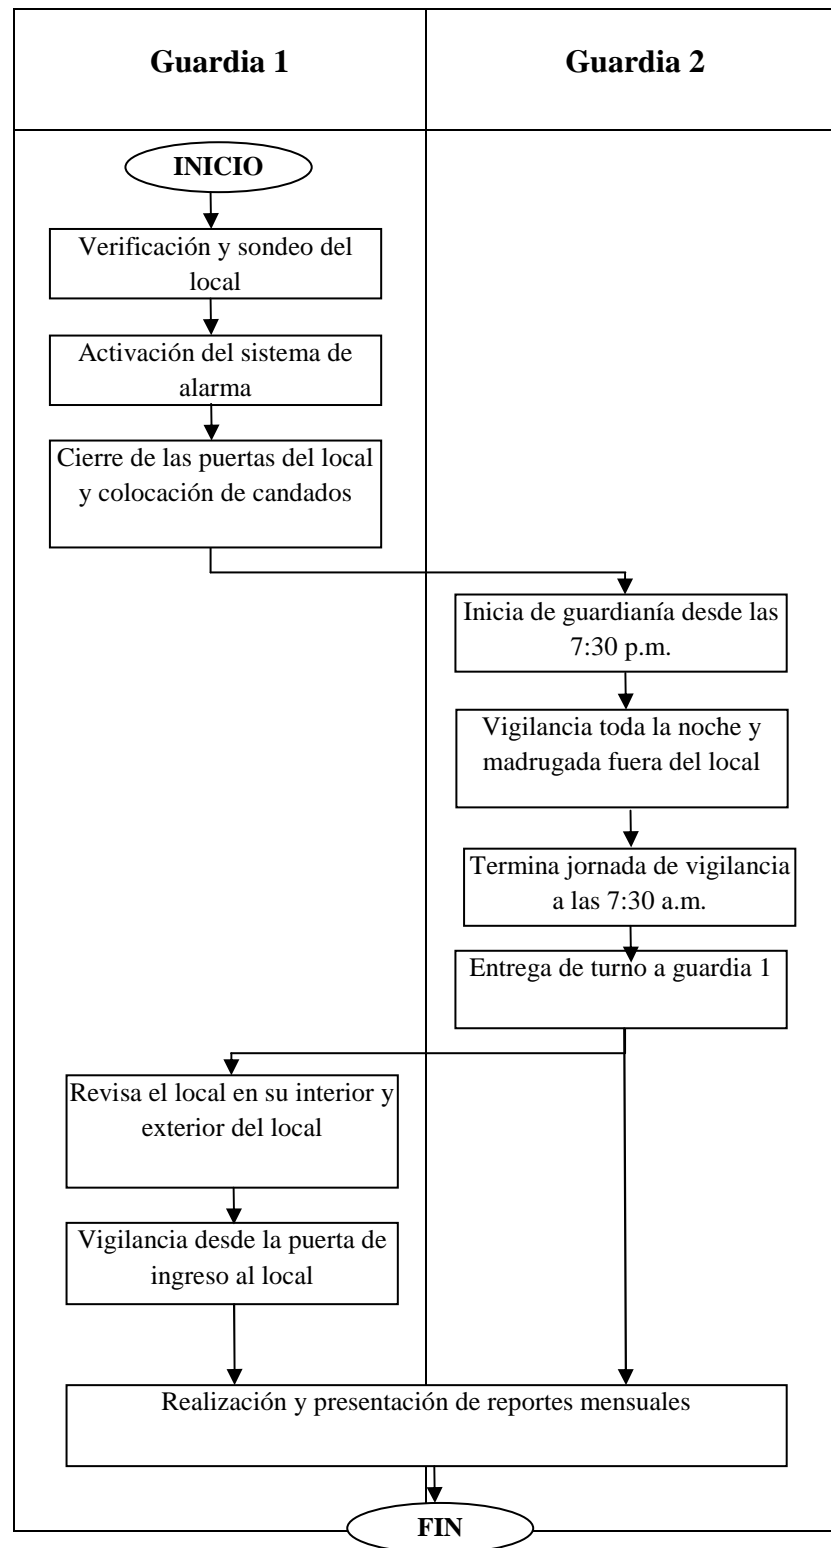 Guardia 1
Guardia 2
INICIO
Verificación y sondeo del
local
Activación del sistema de
alarma
Cierre de las puertas del local
y colocación de candados
Inicia de guardianía desde las
7:30 p.m.
Vigilancia toda la noche y
madrugada fuera del local
Termina jornada de vigilancia
a las 7:30 a.m.
Entrega de turno a guardia 1
Revisa el local en su interior y
exterior del local
Vigilancia desde la puerta de
ingreso al local
Realización y presentación de reportes mensuales
FIN